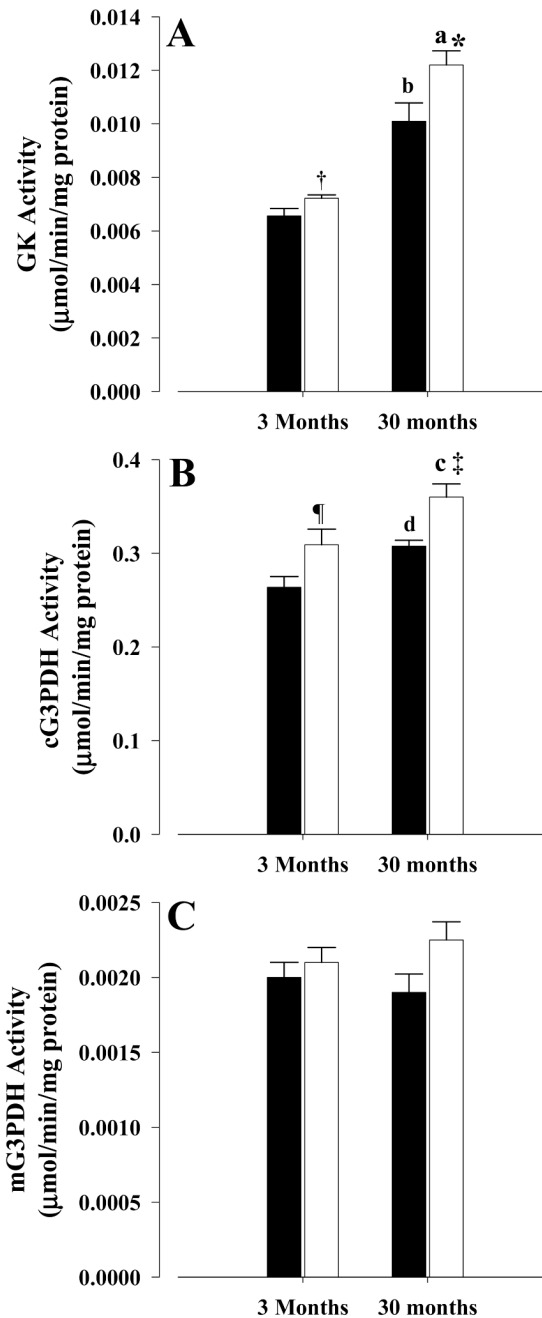 A
GK Activity
(μmol/min/mg protein)
0.014
0.012
0.010
0.008
0.006
0.004
0.002
0.000
†
b
a *
3 Months 30 months
B
cG3PDH Activity
(μmol/min/mg protein)
0.4
0.3
0.2
0.1
0.0
¶
d
c ‡
3 Months 30 months
C
mG3PDH Activity
(μmol/min/mg protein)
0.0025
0.0020
0.0015
0.0010
0.0005
0.0000
3 Months 30 months